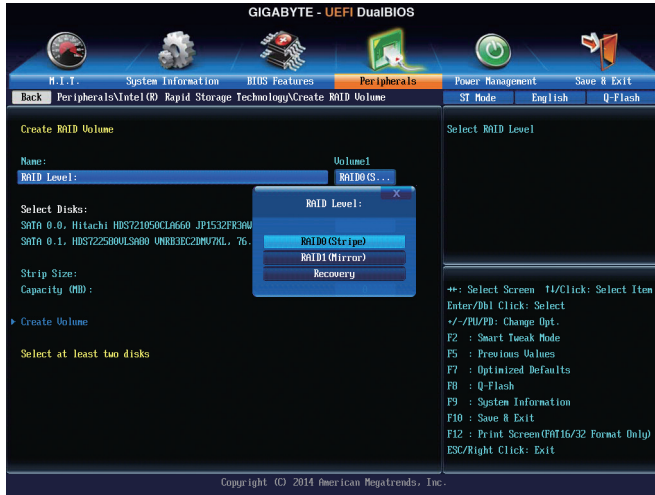 GIGABYTE - UEFI DualBIOS
M.I.T. System Information BIOS Features Peripherals Power Management Save & Exit
Back Peripherals\Intel(R) Rapid Storage Technology\Create RAID Volume ST Mode English Q-Flash
Create RAID Volume
Select RAID Level
Name: Volume1
RAID Level: RAID0(S...
RAID Level:
X
RAID0(Stripe)
RAID1(Mirror)
Recovery
Select Disks:
SATA 0.0, Hitachi HDS721050CLA660 JP1532FR3AW
SATA 0.1, HDS722580VLSA80 VNRB3EC2DMV7KL, 76.
Strip Size:
Capacity (MB):
Create Volume
Select at least two disks
↔: Select Screen ↑↓/Click: Select Item
Enter/Dbl Click: Select
+/-/PU/PD: Change Opt.
F2 : Smart Tweak Mode
F5 : Previous Values
F7 : Optimized Defaults
F8 : Q-Flash
F9 : System Information
F10 : Save & Exit
F12 : Print Screen(FAT16/32 Format Only)
ESC/Right Click: Exit
Copyright (C) 2014 American Megatrends, Inc.